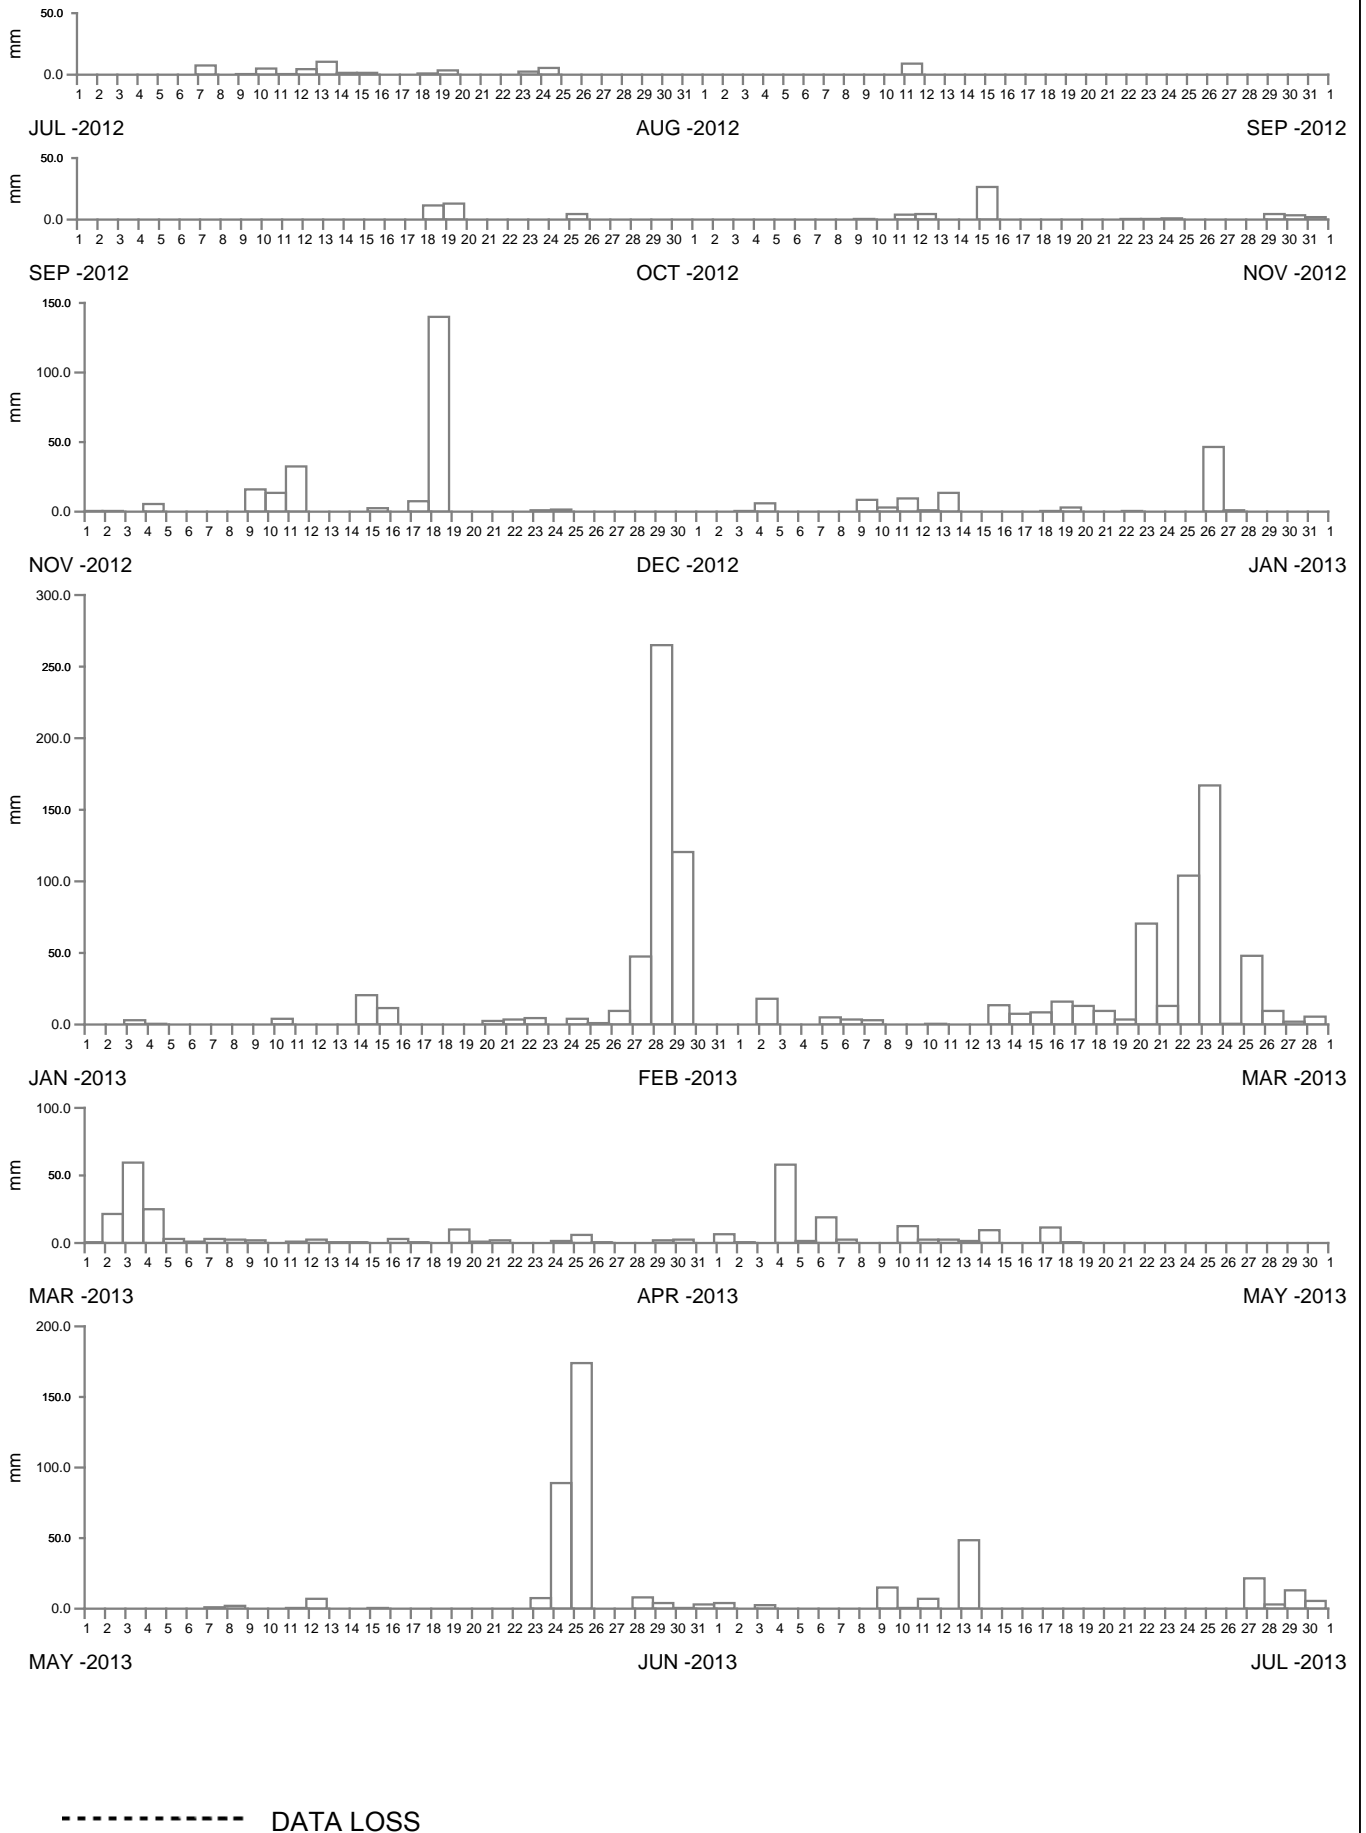 50.0
mm
0.0
1 2 3 4 5 6 7 8 9 10 11 12 13 14 15 16 17 18 19 20 21 22 23 24 25 26 27 28 29 30 31 1 2 3 4 5 6 7 8 9 10 11 12 13 14 15 16 17 18 19 20 21 22 23 24 25 26 27 28 29 30 31 1
JUL -2012 AUG -2012 SEP -2012
50.0
mm
0.0
1 2 3 4 5 6 7 8 9 10 11 12 13 14 15 16 17 18 19 20 21 22 23 24 25 26 27 28 29 30 1 2 3 4 5 6 7 8 9 10 11 12 13 14 15 16 17 18 19 20 21 22 23 24 25 26 27 28 29 30 31 1
SEP -2012 OCT -2012 NOV -2012
150.0
100.0
mm
50.0
0.0
1 2 3 4 5 6 7 8 9 10 11 12 13 14 15 16 17 18 19 20 21 22 23 24 25 26 27 28 29 30 1 2 3 4 5 6 7 8 9 10 11 12 13 14 15 16 17 18 19 20 21 22 23 24 25 26 27 28 29 30 31 1
NOV -2012 DEC -2012 JAN -2013
300.0
250.0
200.0
150.0
mm
100.0
50.0
0.0
1 2 3 4 5 6 7 8 9 10 11 12 13 14 15 16 17 18 19 20 21 22 23 24 25 26 27 28 29 30 31 1 2 3 4 5 6 7 8 9 10 11 12 13 14 15 16 17 18 19 20 21 22 23 24 25 26 27 28 1
JAN -2013 FEB -2013 MAR -2013
100.0
mm
50.0
0.0
1 2 3 4 5 6 7 8 9 10 11 12 13 14 15 16 17 18 19 20 21 22 23 24 25 26 27 28 29 30 31 1 2 3 4 5 6 7 8 9 10 11 12 13 14 15 16 17 18 19 20 21 22 23 24 25 26 27 28 29 30 1
MAR -2013 APR -2013 MAY -2013
200.0
150.0
mm
100.0
50.0
0.0
1 2 3 4 5 6 7 8 9 10 11 12 13 14 15 16 17 18 19 20 21 22 23 24 25 26 27 28 29 30 31 1 2 3 4 5 6 7 8 9 10 11 12 13 14 15 16 17 18 19 20 21 22 23 24 25 26 27 28 29 30 1
MAY -2013 JUN -2013 JUL -2013
DATA LOSS